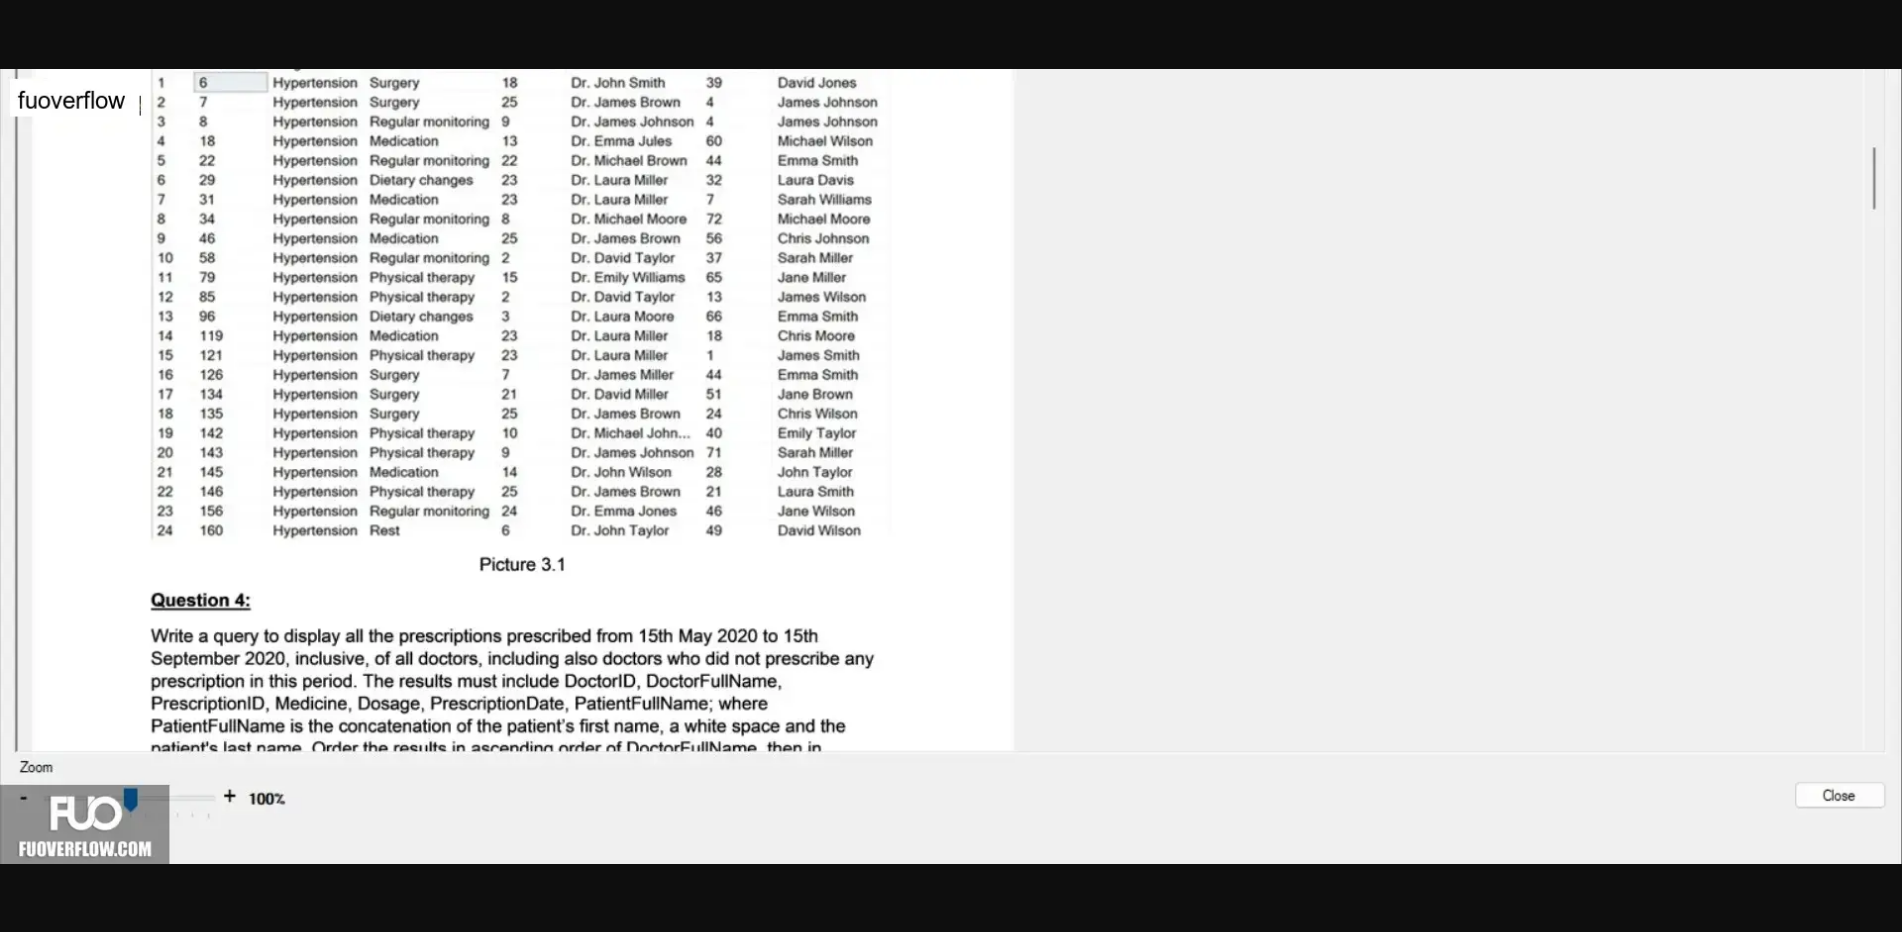 fuoverflow
1 6 Hypertension Surgery 18 Dr. John Smith 39 David Jones
2 7 Hypertension Surgery 25 Dr. James Brown 4 James Johnson
3 8 Hypertension Regular monitoring 9 Dr. James Johnson 4 James Johnson
4 18 Hypertension Medication 13 Dr. Emma Jules 60 Michael Wilson
5 22 Hypertension Regular monitoring 22 Dr. Michael Brown 44 Emma Smith
6 29 Hypertension Dietary changes 23 Dr. Laura Miller 32 Laura Davis
7 31 Hypertension Medication 23 Dr. Laura Miller 7 Sarah Williams
8 34 Hypertension Regular monitoring 8 Dr. Michael Moore 72 Michael Moore
9 46 Hypertension Medication 25 Dr. James Brown 56 Chris Johnson
10 58 Hypertension Regular monitoring 2 Dr. David Taylor 37 Sarah Miller
11 79 Hypertension Physical therapy 15 Dr. Emily Williams 65 Jane Miller
12 85 Hypertension Physical therapy 2 Dr. David Taylor 13 James Wilson
13 96 Hypertension Dietary changes 3 Dr. Laura Moore 66 Emma Smith
14 119 Hypertension Medication 23 Dr. Laura Miller 18 Chris Moore
15 121 Hypertension Physical therapy 23 Dr. Laura Miller 1 James Smith
16 126 Hypertension Surgery 7 Dr. James Miller 44 Emma Smith
17 134 Hypertension Surgery 21 Dr. David Miller 51 Jane Brown
18 135 Hypertension Surgery 25 Dr. James Brown 24 Chris Wilson
19 142 Hypertension Physical therapy 10 Dr. Michael John... 40 Emily Taylor
20 143 Hypertension Physical therapy 9 Dr. James Johnson 71 Sarah Miller
21 145 Hypertension Medication 14 Dr. John Wilson 28 John Taylor
22 146 Hypertension Physical therapy 25 Dr. James Brown 21 Laura Smith
23 156 Hypertension Regular monitoring 24 Dr. Emma Jones 46 Jane Wilson
24 160 Hypertension Rest 6 Dr. John Taylor 49 David Wilson
Picture 3.1
Question 4:
Write a query to display all the prescriptions prescribed from 15th May 2020 to 15th
September 2020, inclusive, of all doctors, including also doctors who did not prescribe any
prescription in this period. The results must include DoctorID, DoctorFullName,
PrescriptionID, Medicine, Dosage, PrescriptionDate, PatientFullName; where
PatientFullName is the concatenation of the patient's first name, a white space and the
patient's last name. Order the results in ascending order of DoctorFullName, then in
Zoom
- + 100%
Close
FUO
FUOVERFLOW.COM